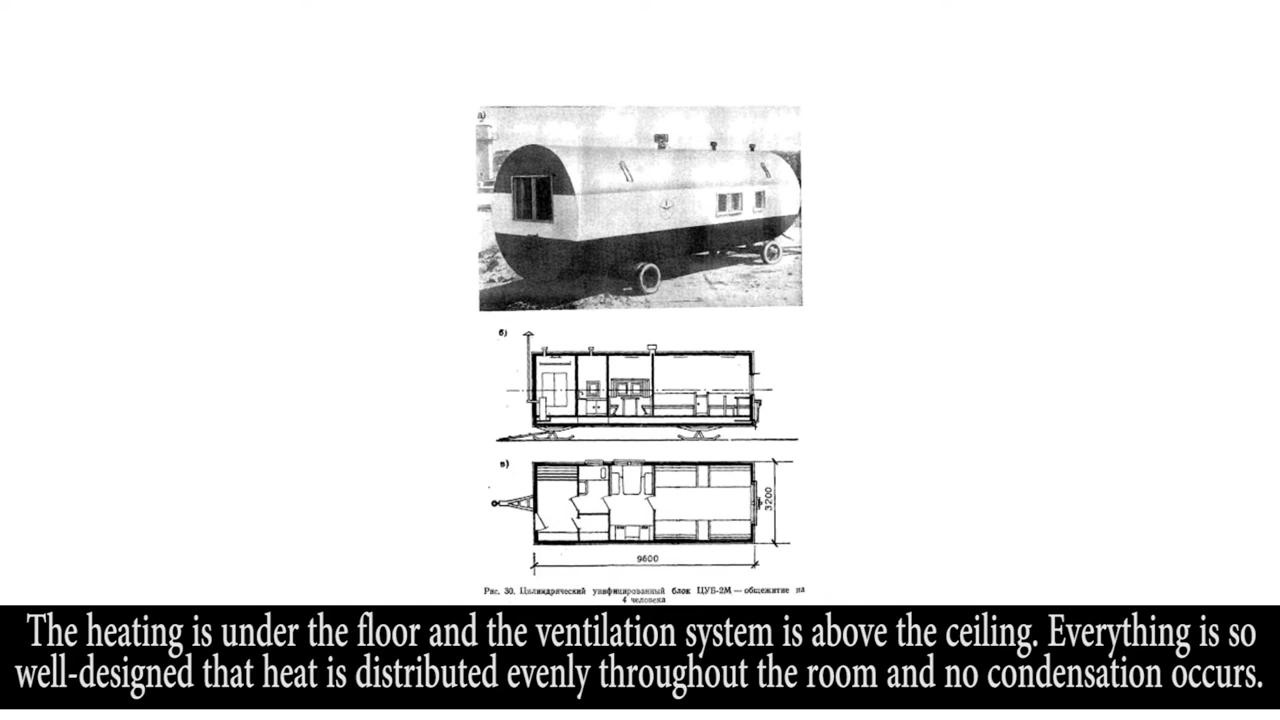 а)
б)
в)
3200
9600
Рис. 30. Цилиндрический унифицированный блок ЦУБ-2М — общежитие на
4 человека
The heating is under the floor and the ventilation system is above the ceiling. Everything is so
well-designed that heat is distributed evenly throughout the room and no condensation occurs.